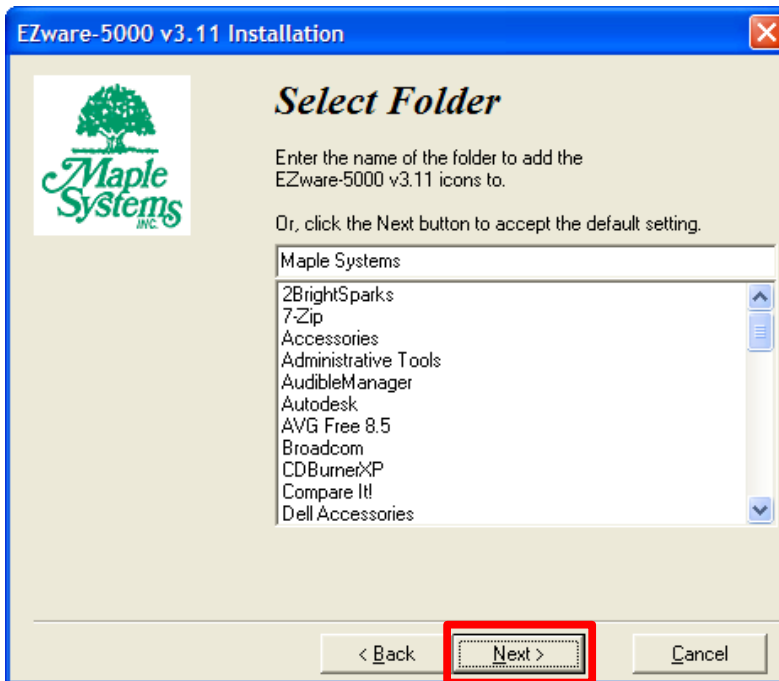 EZware-5000 v3.11 Installation
Maple
Systems
INC.
Select Folder
Enter the name of the folder to add the
EZware-5000 v3.11 icons to.
Or, click the Next button to accept the default setting.
Maple Systems
2BrightSparks
7-Zip
Accessories
Administrative Tools
AudibleManager
Autodesk
AVG Free 8.5
Broadcom
CDBurnerXP
Compare It!
Dell Accessories
< Back
Next >
Cancel